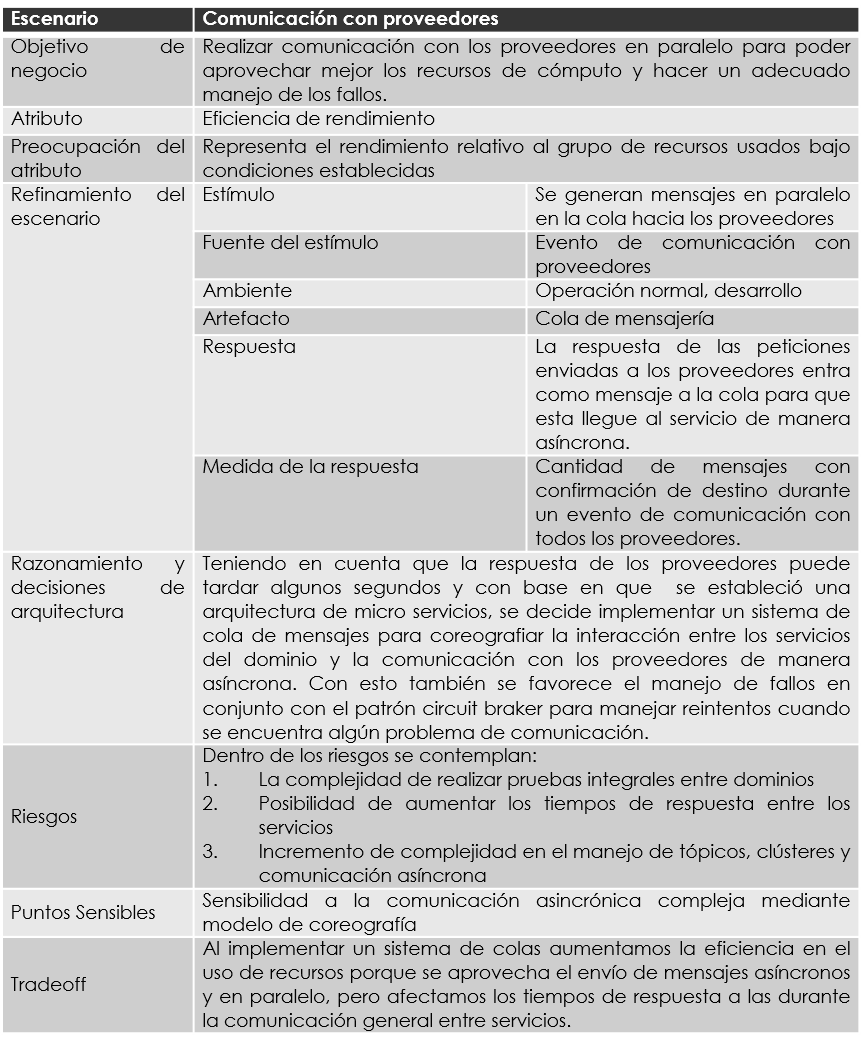 Escenario Comunicación con proveedores
Objetivo de
negocio
Realizar comunicación con los proveedores en paralelo para poder
aprovechar mejor los recursos de cómputo y hacer un adecuado
manejo de los fallos.
Atributo Eficiencia de rendimiento
Preocupación del
atributo
Representa el rendimiento relativo al grupo de recursos usados bajo
condiciones establecidas
Refinamiento del
escenario
Estímulo
Se generan mensajes en paralelo
en la cola hacia los proveedores
Fuente del estímulo
Evento de comunicación con
proveedores
Ambiente
Operación normal, desarrollo
Artefacto
Cola de mensajería
Respuesta
La respuesta de las peticiones
enviadas a los proveedores entra
como mensaje a la cola para que
esta llegue al servicio de manera
asíncrona.
Medida de la respuesta
Cantidad de mensajes con
confirmación de destino durante
un evento de comunicación con
todos los proveedores.
Razonamiento y
decisiones de
arquitectura
Teniendo en cuenta que la respuesta de los proveedores puede
tardar algunos segundos y con base en que se estableció una
arquitectura de micro servicios, se decide implementar un sistema de
cola de mensajes para coreografiar la interacción entre los servicios
del dominio y la comunicación con los proveedores de manera
asíncrona. Con esto también se favorece el manejo de fallos en
conjunto con el patrón circuit braker para manejar reintentos cuando
se encuentra algún problema de comunicación.
Riesgos
Dentro de los riesgos se contemplan:
1. La complejidad de realizar pruebas integrales entre dominios
2. Posibilidad de aumentar los tiempos de respuesta entre los
servicios
3. Incremento de complejidad en el manejo de tópicos, clústeres y
comunicación asíncrona
Puntos Sensibles
Sensibilidad a la comunicación asincrónica compleja mediante
modelo de coreografía
Tradeoff
Al implementar un sistema de colas aumentamos la eficiencia en el
uso de recursos porque se aprovecha el envío de mensajes asíncronos
y en paralelo, pero afectamos los tiempos de respuesta a las durante
la comunicación general entre servicios.